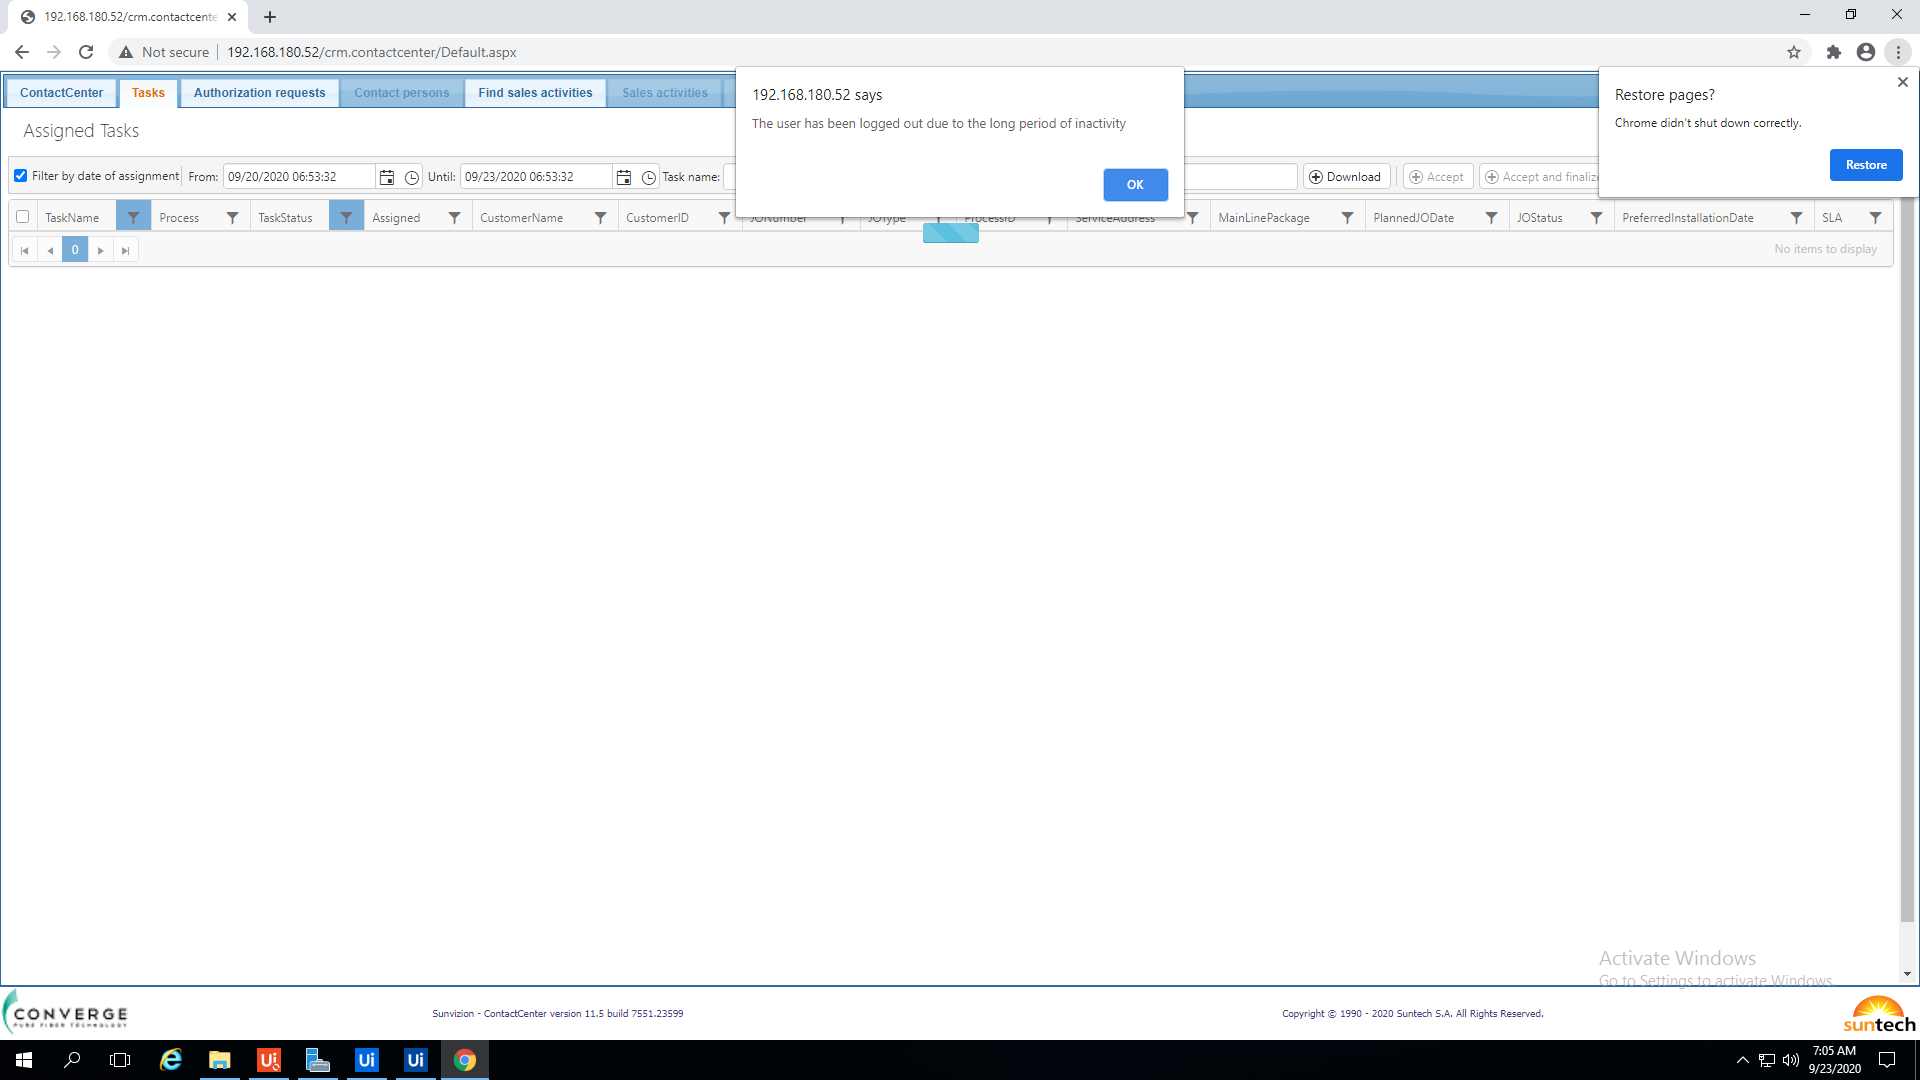 192.168.180.52/crm.contactcente
Not secure
192.168.180.52/crm.contactcenter/Default.aspx
ContactCenter
Tasks
Authorization requests
Contact persons
Find sales activities
Sales activities
192.168.180.52 says
The user has been logged out due to the long period of inactivity
OK
Restore pages?
Chrome didn't shut down correctly.
Restore
Assigned Tasks
Filter by date of assignment
From:
09/20/2020 06:53:32
Until:
09/23/2020 06:53:32
Task name:
Download
Accept
Accept and finalize
TaskName
Process
TaskStatus
Assigned
CustomerName
CustomerID
JONumber
JOType
ProcessID
ServiceAddress
MainLinePackage
PlannedJODate
JOStatus
PreferredInstallationDate
SLA
0
No items to display
Activate Windows
Go to Settings to activate Windows.
CONVERGE
PURE FIBER TECHNOLOGY
Sunvizion - ContactCenter version 11.5 build 7551.23599
Copyright © 1990 - 2020 Suntech S.A. All Rights Reserved.
suntech
Ui
Ui
Ui
7:05 AM
9/23/2020